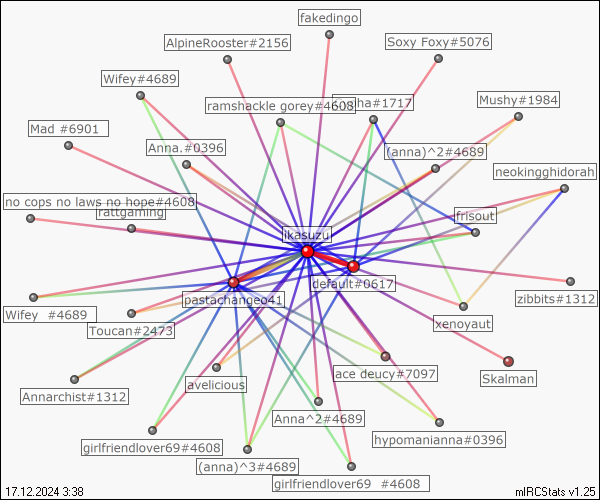 fakedingo
AlpineRooster#2156
Soxy Foxy#5076
Wifey#4689
ramshackle gorey#4608
#1717
Mushy#1984
Mad #6901
Anna.#0396
(anna)^2#4689
neokingghidorah
no cops no laws no hope#4608
rattgaming
frisout
ikasuzu
default#0617
pastachangeo41
zibbits#1312
Wifey #4689
Toucan#2473
xenoyaut
ace deucy#7097
Skalman
Annarchist#1312
avelicious
Anna^2#4689
hypomanianna#0396
girlfriendlover69#4608
(anna)^3#4689
girlfriendlover69 #4608
17.12.2024 3:38
mIRCStats v1.25